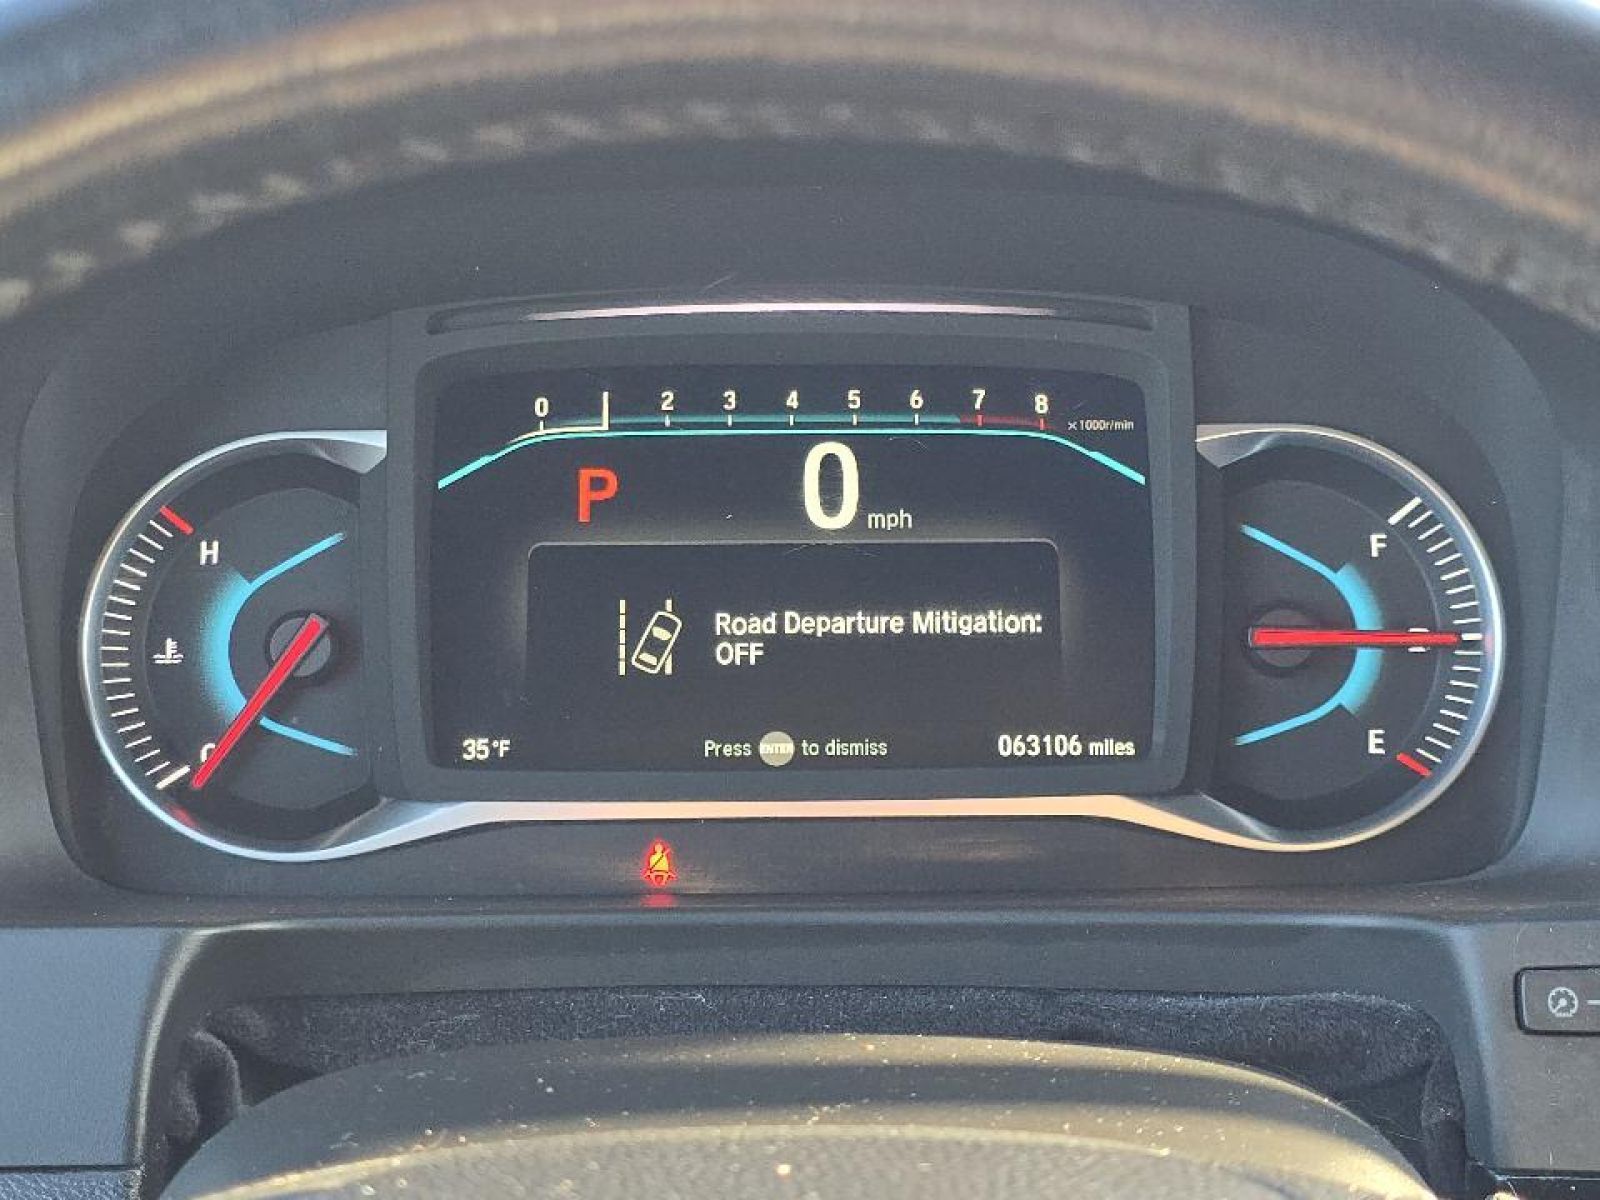 0 2 3 4 5 6 7 8
×1000r/min
P 0 mph
H
F
Road Departure Mitigation:
OFF
C
E
35°F
Press ENTER to dismiss
063106 miles